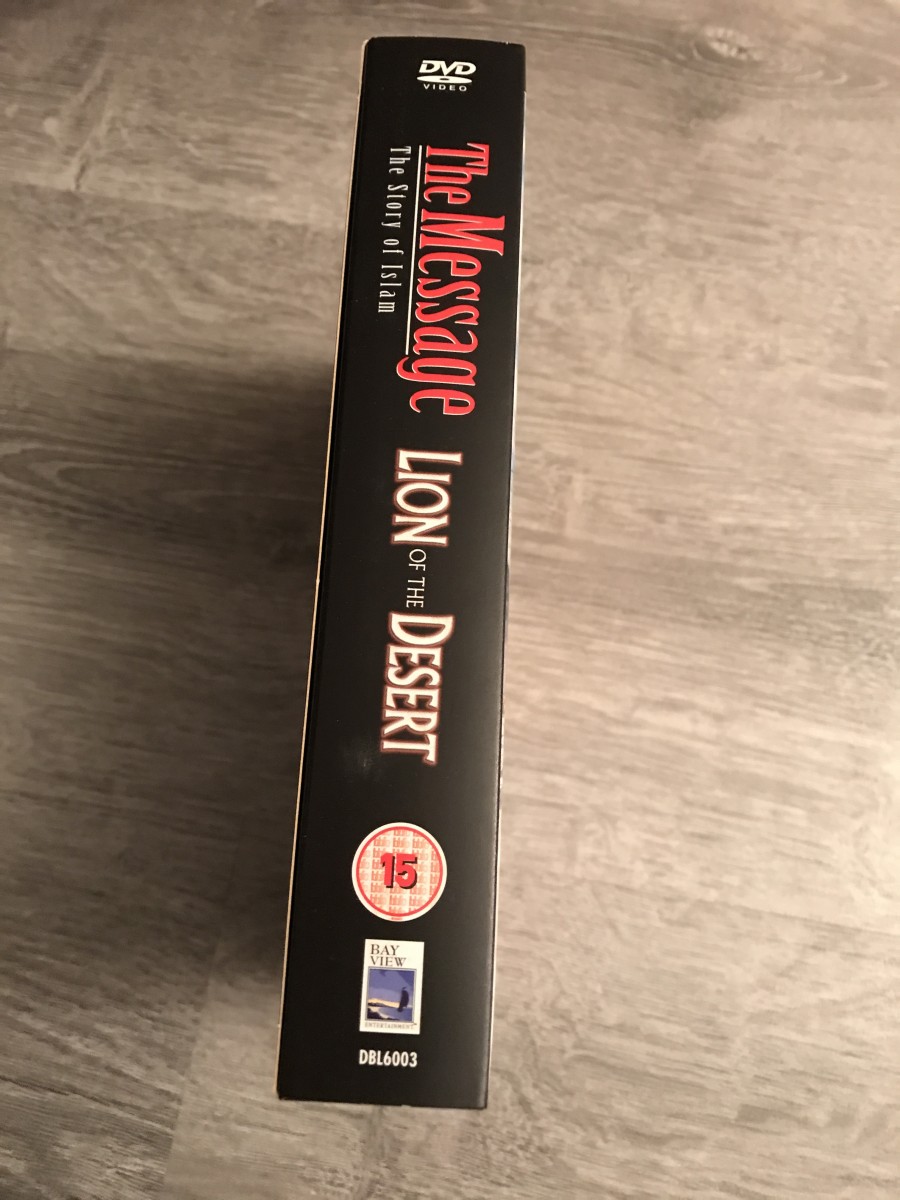 DVD
VIDEO
The Message
The Story of Islam
LION OF THE DESERT
15
BAY
VIEW
ENTERTAINMENT
DBL6003